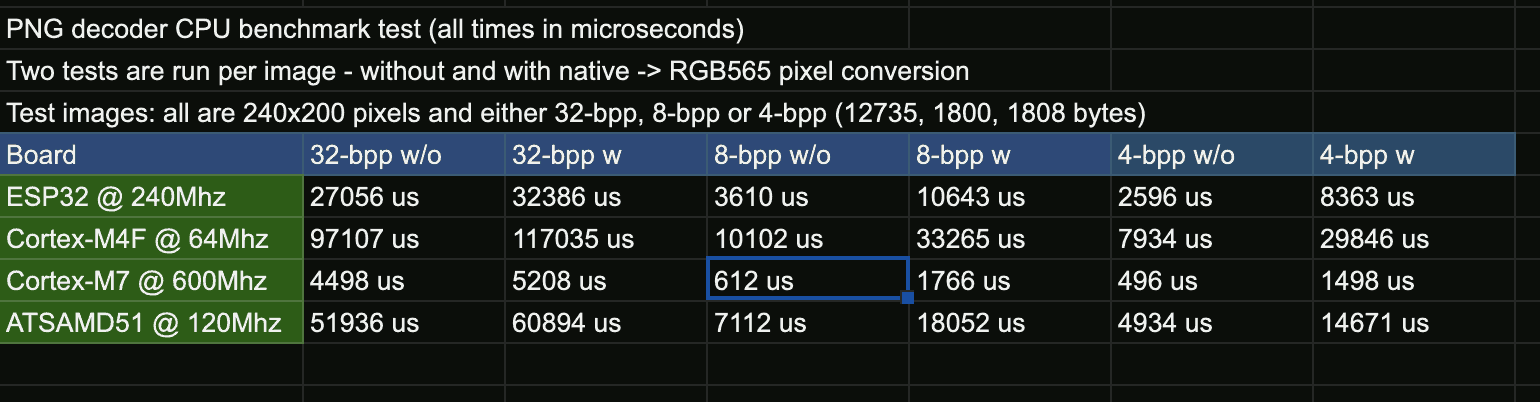 PNG decoder CPU benchmark test (all times in microseconds)
Two tests are run per image - without and with native -> RGB565 pixel conversion
Test images: all are 240x200 pixels and either 32-bpp, 8-bpp or 4-bpp (12735, 1800, 1808 bytes)
Board 32-bpp w/o 32-bpp w 8-bpp w/o 8-bpp w 4-bpp w/o 4-bpp w
ESP32 @ 240Mhz 27056 us 32386 us 3610 us 10643 us 2596 us 8363 us
Cortex-M4F @ 64Mhz 97107 us 117035 us 10102 us 33265 us 7934 us 29846 us
Cortex-M7 @ 600Mhz 4498 us 5208 us 612 us 1766 us 496 us 1498 us
ATSAMD51 @ 120Mhz 51936 us 60894 us 7112 us 18052 us 4934 us 14671 us